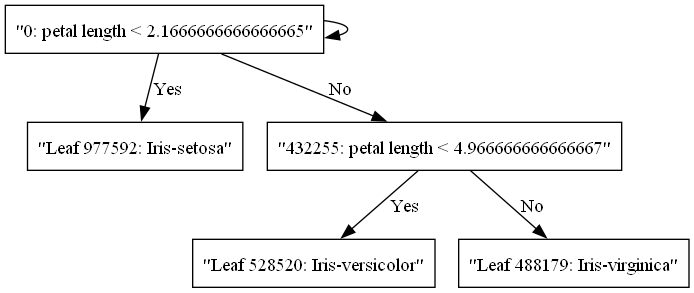 "0: petal length < 2.1666666666666665"
Yes
No
"Leaf 977592: Iris-setosa"
"432255: petal length < 4.966666666666667"
Yes
No
"Leaf 528520: Iris-versicolor"
"Leaf 488179: Iris-virginica"